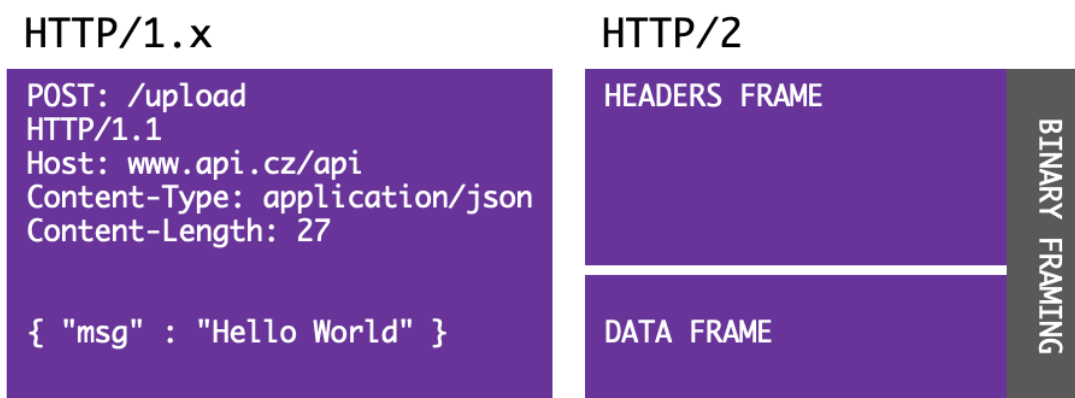 HTTP/1.x
POST: /upload
HTTP/1.1
Host: www.api.cz/api
Content-Type: application/json
Content-Length: 27
{ "msg" : "Hello World" }
HTTP/2
HEADERS FRAME
DATA FRAME
BINARY FRAMING